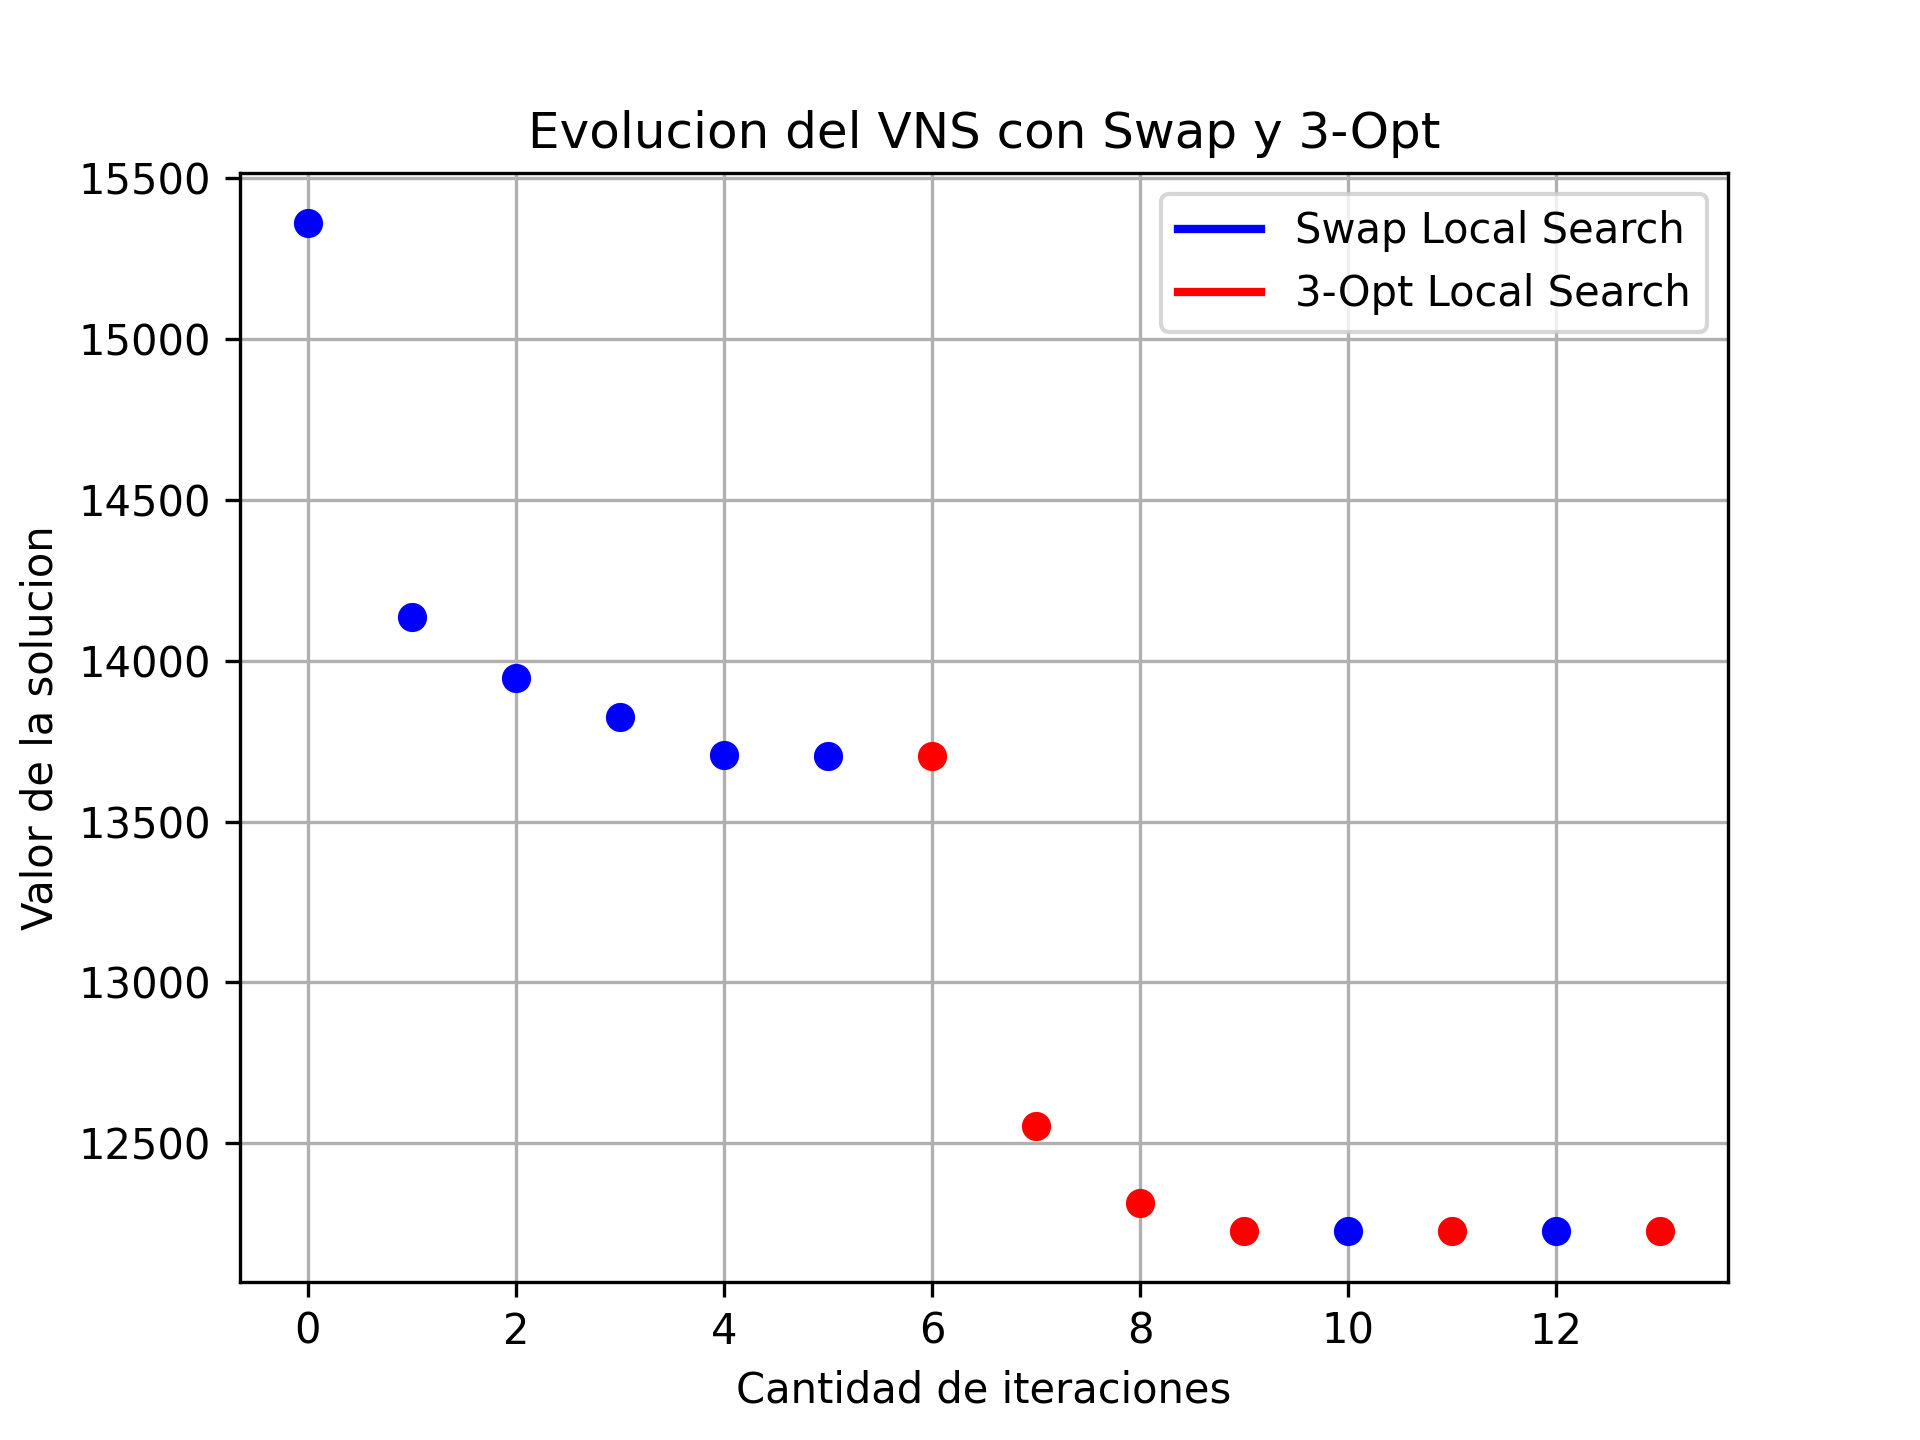 Evolucion del VNS con Swap y 3-Opt
15500
15000
14500
14000
13500
13000
12500
Valor de la solucion
Swap Local Search
3-Opt Local Search
0 2 4 6 8 10 12
Cantidad de iteraciones